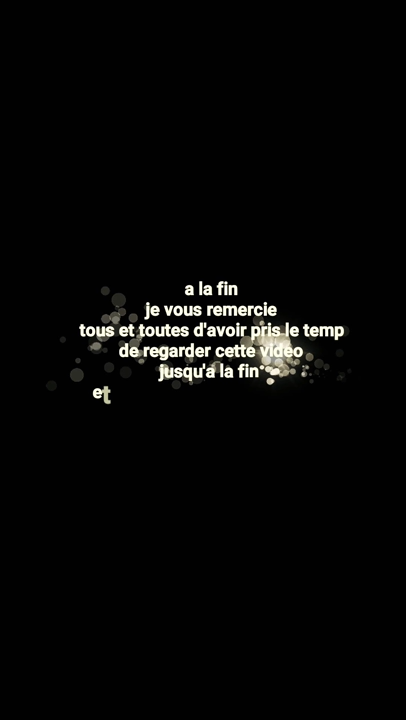 a la fin
je vous remercie
tous et toutes d'avoir pris le temp
de regarder cette vidéo
jusqu'a la fin
et